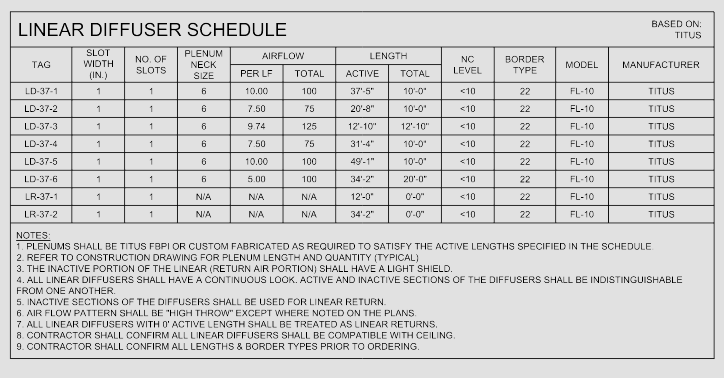 LINEAR DIFFUSER SCHEDULE
BASED ON:
TITUS
TAG SLOT WIDTH (IN.) NO. OF SLOTS PLENUM NECK SIZE AIRFLOW PER LF TOTAL LENGTH ACTIVE TOTAL NC LEVEL BORDER TYPE MODEL MANUFACTURER
LD-37-1 1 1 6 10.00 100 37'-5" 10'-0" <10 22 FL-10 TITUS
LD-37-2 1 1 6 7.50 75 20'-8" 10'-0" <10 22 FL-10 TITUS
LD-37-3 1 1 6 9.74 125 12'-10" 12'-10" <10 22 FL-10 TITUS
LD-37-4 1 1 6 7.50 75 31'-4" 10'-0" <10 22 FL-10 TITUS
LD-37-5 1 1 6 10.00 100 49'-1" 10'-0" <10 22 FL-10 TITUS
LD-37-6 1 1 6 5.00 100 34'-2" 20'-0" <10 22 FL-10 TITUS
LR-37-1 1 1 N/A N/A N/A 12'-0" 0'-0" <10 22 FL-10 TITUS
LR-37-2 1 1 N/A N/A N/A 34'-2" 0'-0" <10 22 FL-10 TITUS
NOTES:
1. PLENUMS SHALL BE TITUS FBPI OR CUSTOM FABRICATED AS REQUIRED TO SATISFY THE ACTIVE LENGTHS SPECIFIED IN THE SCHEDULE.
2. REFER TO CONSTRUCTION DRAWING FOR PLENUM LENGTH AND QUANTITY (TYPICAL)
3. THE INACTIVE PORTION OF THE LINEAR (RETURN AIR PORTION) SHALL HAVE A LIGHT SHIELD.
4. ALL LINEAR DIFFUSERS SHALL HAVE A CONTINUOUS LOOK. ACTIVE AND INACTIVE SECTIONS OF THE DIFFUSERS SHALL BE INDISTINGUISHABLE
FROM ONE ANOTHER.
5. INACTIVE SECTIONS OF THE DIFFUSERS SHALL BE USED FOR LINEAR RETURN.
6. AIR FLOW PATTERN SHALL BE "HIGH THROW" EXCEPT WHERE NOTED ON THE PLANS.
7. ALL LINEAR DIFFUSERS WITH 0' ACTIVE LENGTH SHALL BE TREATED AS LINEAR RETURNS.
8. CONTRACTOR SHALL CONFIRM ALL LINEAR DIFFUSERS SHALL BE COMPATIBLE WITH CEILING.
9. CONTRACTOR SHALL CONFIRM ALL LENGTHS & BORDER TYPES PRIOR TO ORDERING.